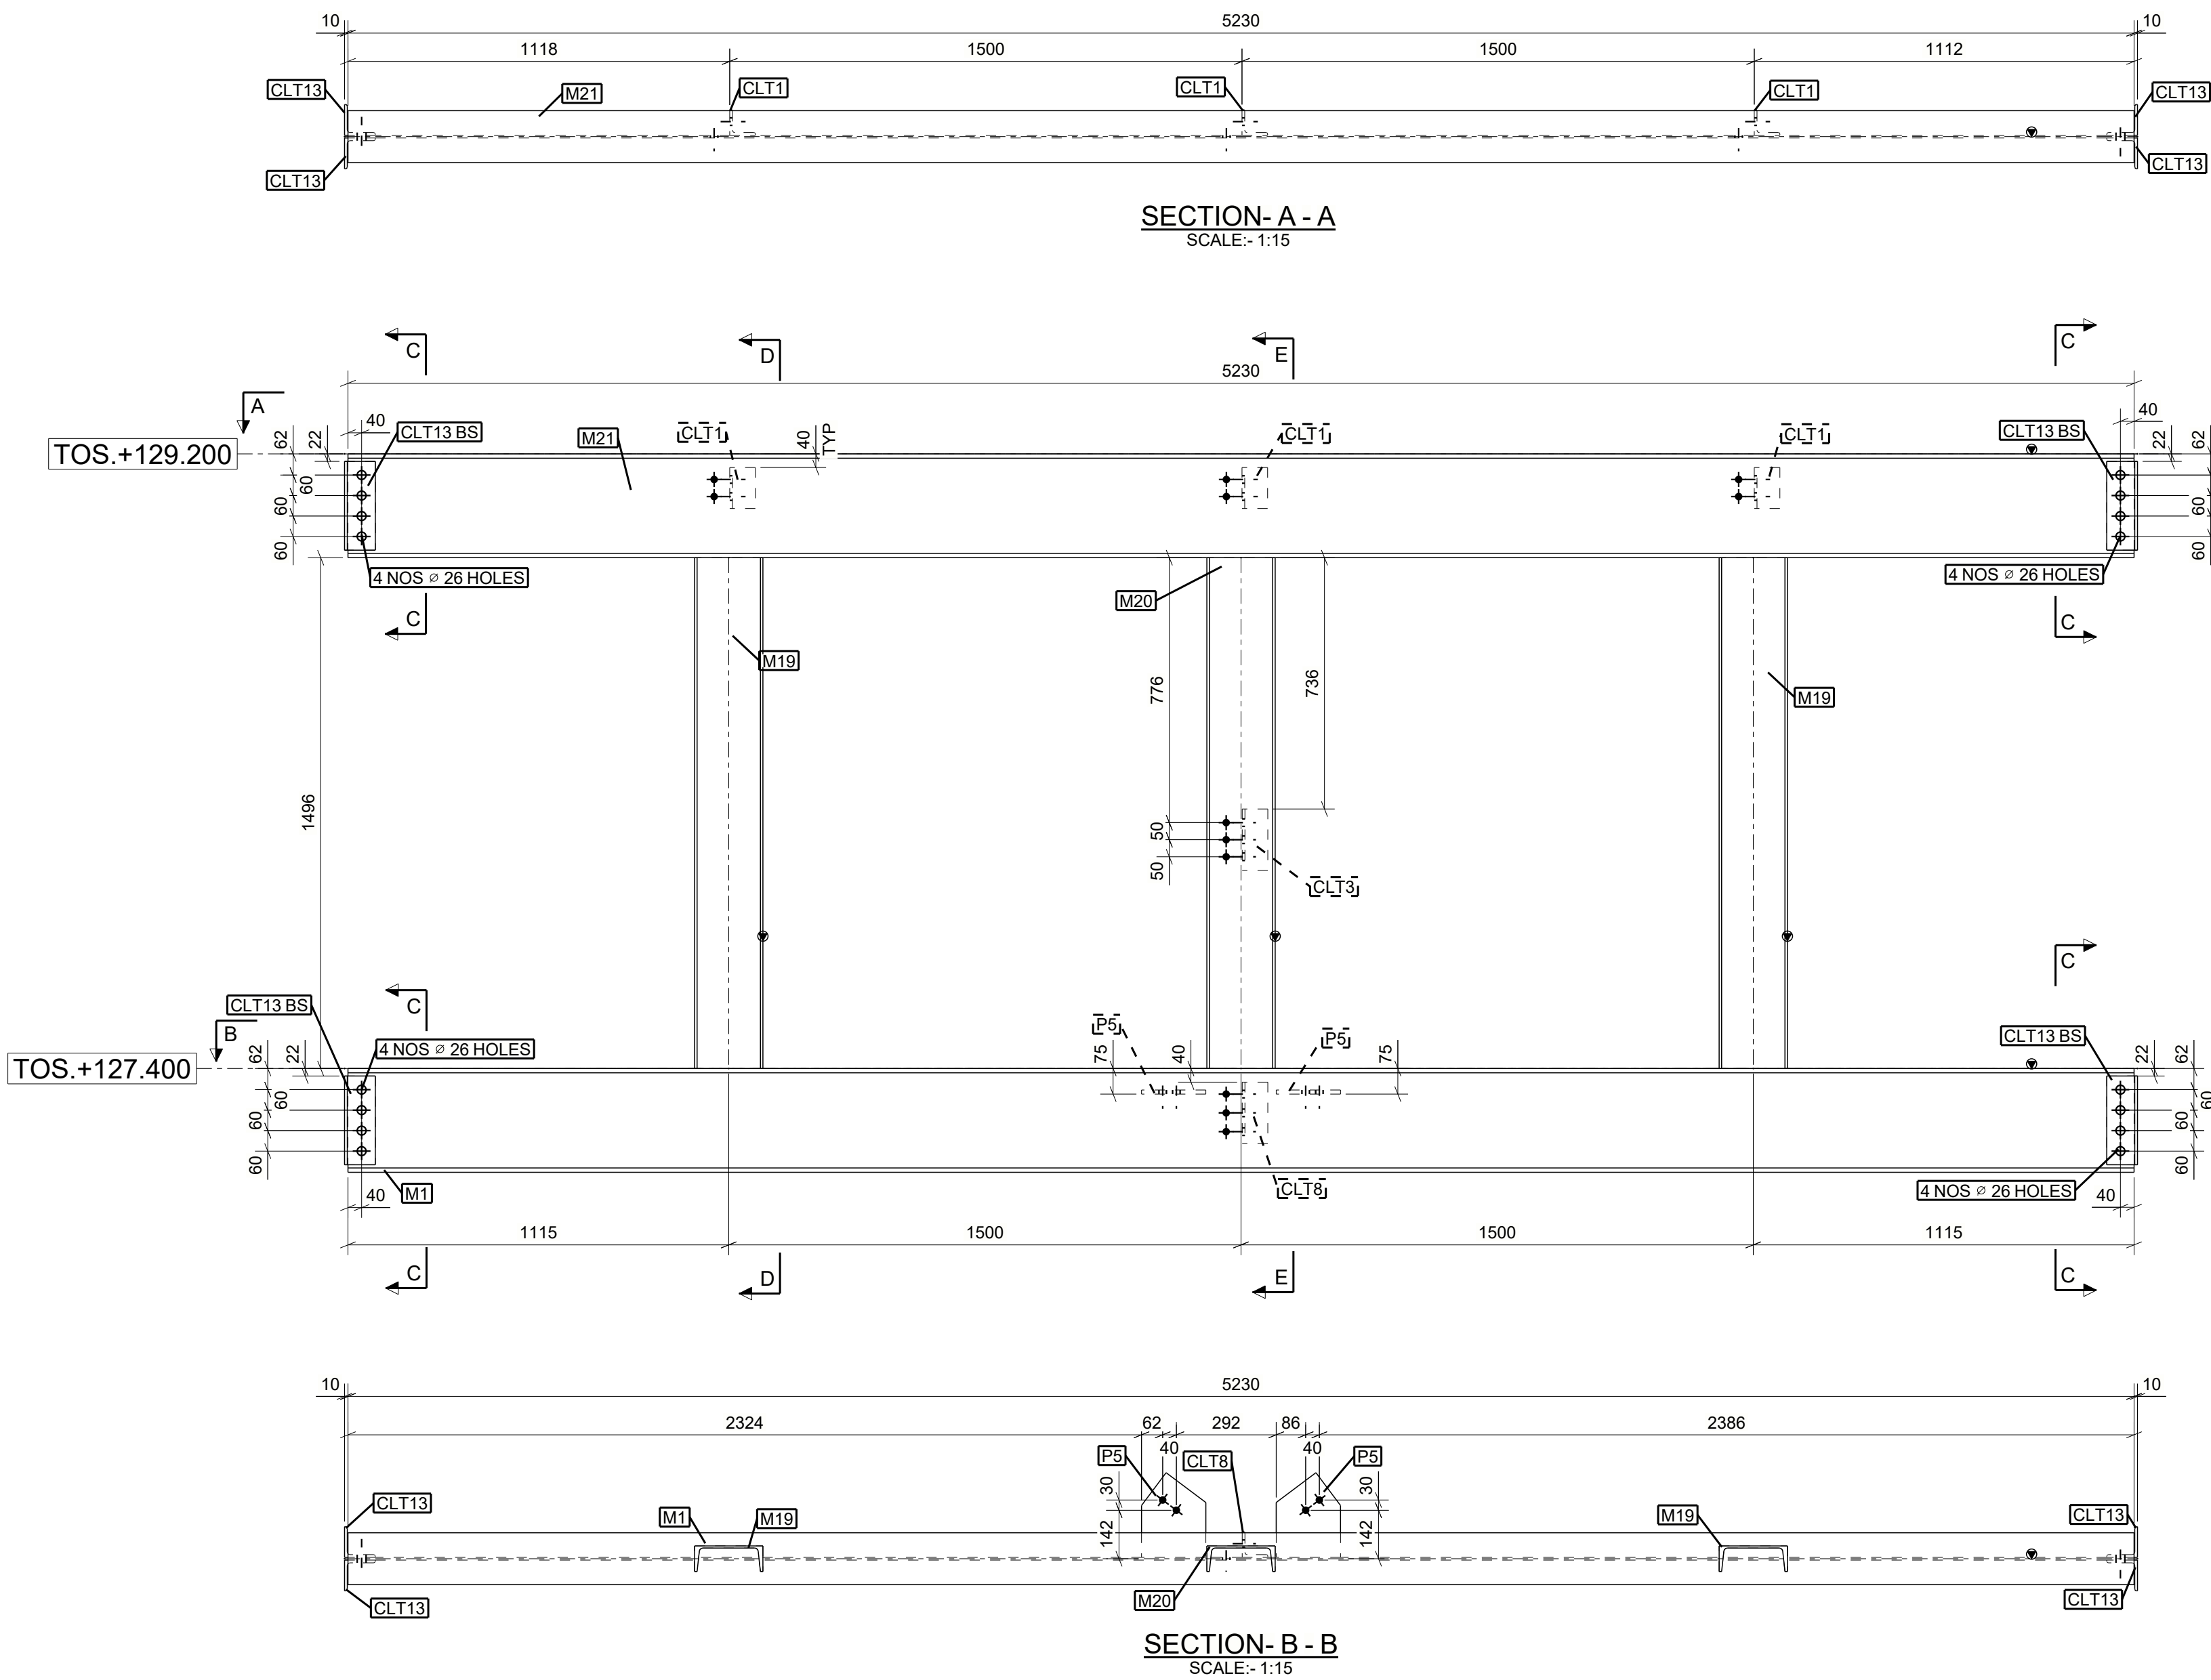 10 5230 10
1118 1500 1500 1112
CLT13 M21 CLT1 CLT1 CLT1 CLT13
CLT13 CLT13
SECTION- A - A
SCALE:- 1:15
C D E C
5230
A
40 40
62 22 CLT13 BS M21 CLT1 40 TYP CLT1 CLT1 CLT13 BS 22 62
TOS.+129.200
60
60 60
60 60
4 NOS ⌀ 26 HOLES 4 NOS ⌀ 26 HOLES
M20
C C
M19
776 736
M19
1496
50
50
CLT3
C
C
CLT13 BS
B
P5 P5 CLT13 BS
4 NOS ⌀ 26 HOLES
62 22 75 40 75 22 62
TOS.+127.400
60 60
60 60
60 60
M1 CLT8 4 NOS ⌀ 26 HOLES
40 40
1115 1500 1500 1115
C D E C
10 5230 10
2324 62 292 86 2386
40 40
P5 CLT8 P5
30 30
CLT13 CLT13
M1 M19 142 142 M19
CLT13 M20 CLT13
SECTION- B - B
SCALE:- 1:15